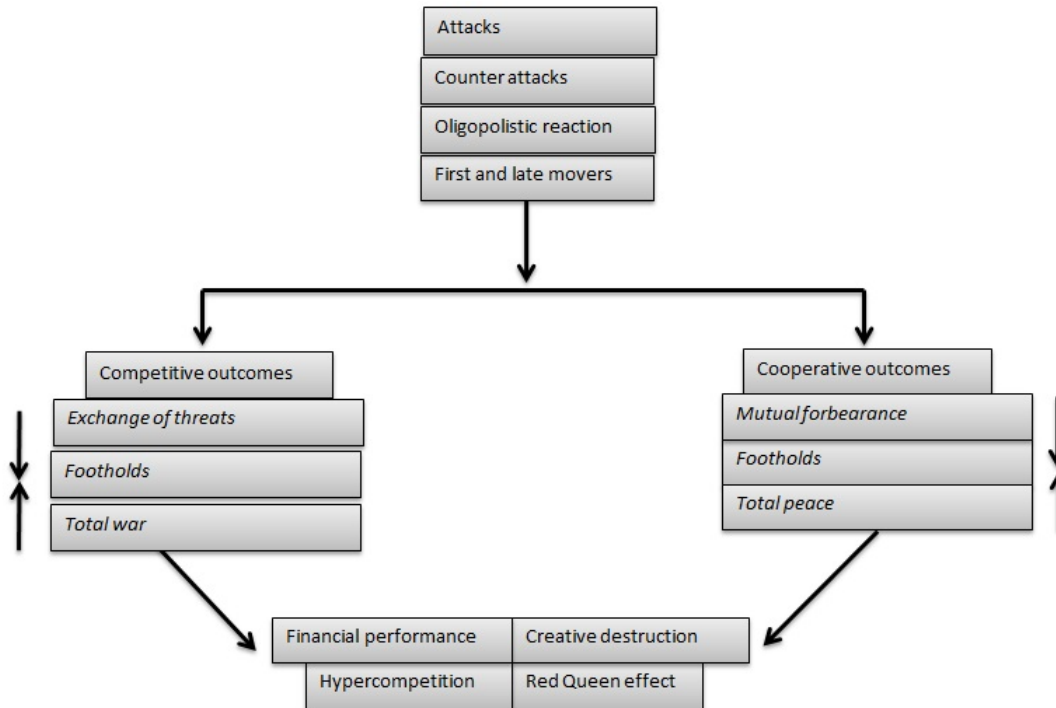 Attacks
Counter attacks
Oligopolistic reaction
First and late movers
Competitive outcomes
Exchange of threats
Footholds
Total war
Cooperative outcomes
Mutual forbearance
Footholds
Total peace
Financial performance
Creative destruction
Hypercompetition
Red Queen effect